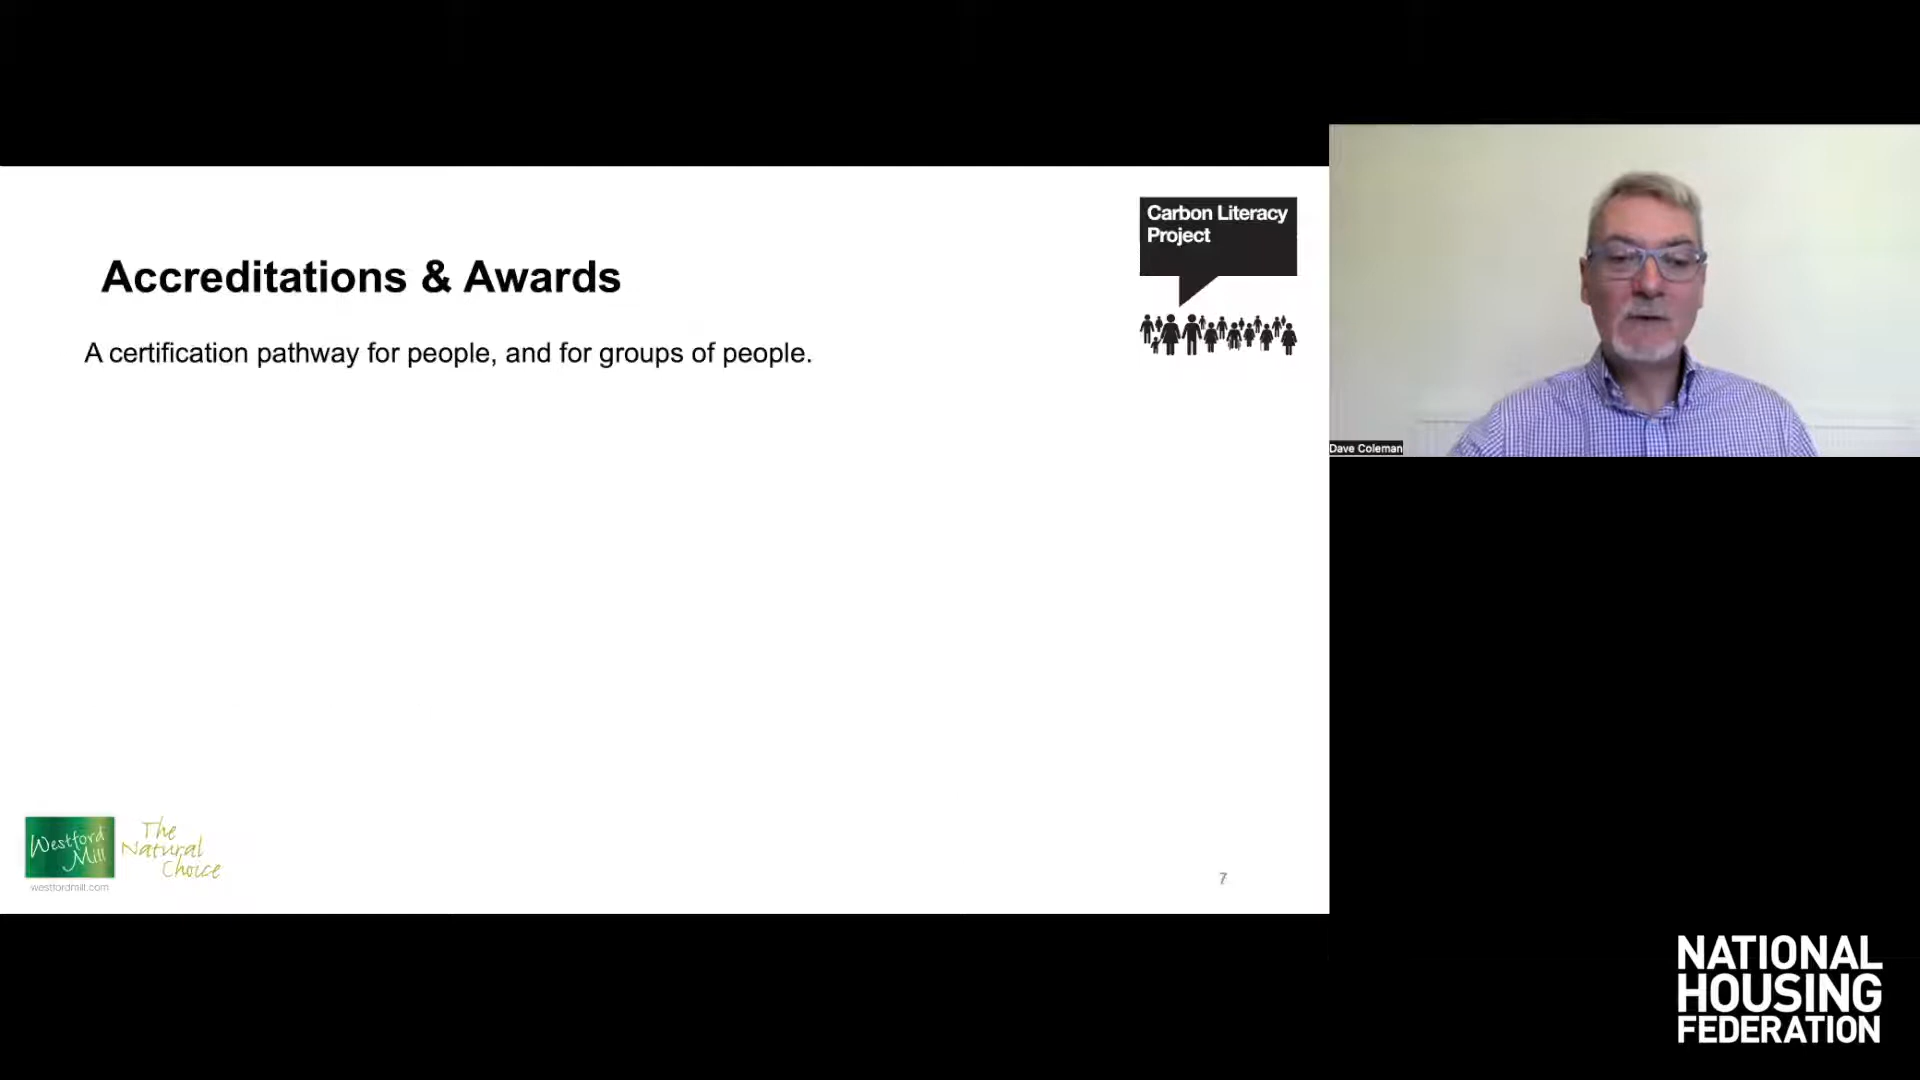 Carbon Literacy
Project
Accreditations & Awards
A certification pathway for people, and for groups of people.
Dave Coleman
Westford
Mill
The
Natural
Choice
westfordmill.com
7
NATIONAL
HOUSING
FEDERATION